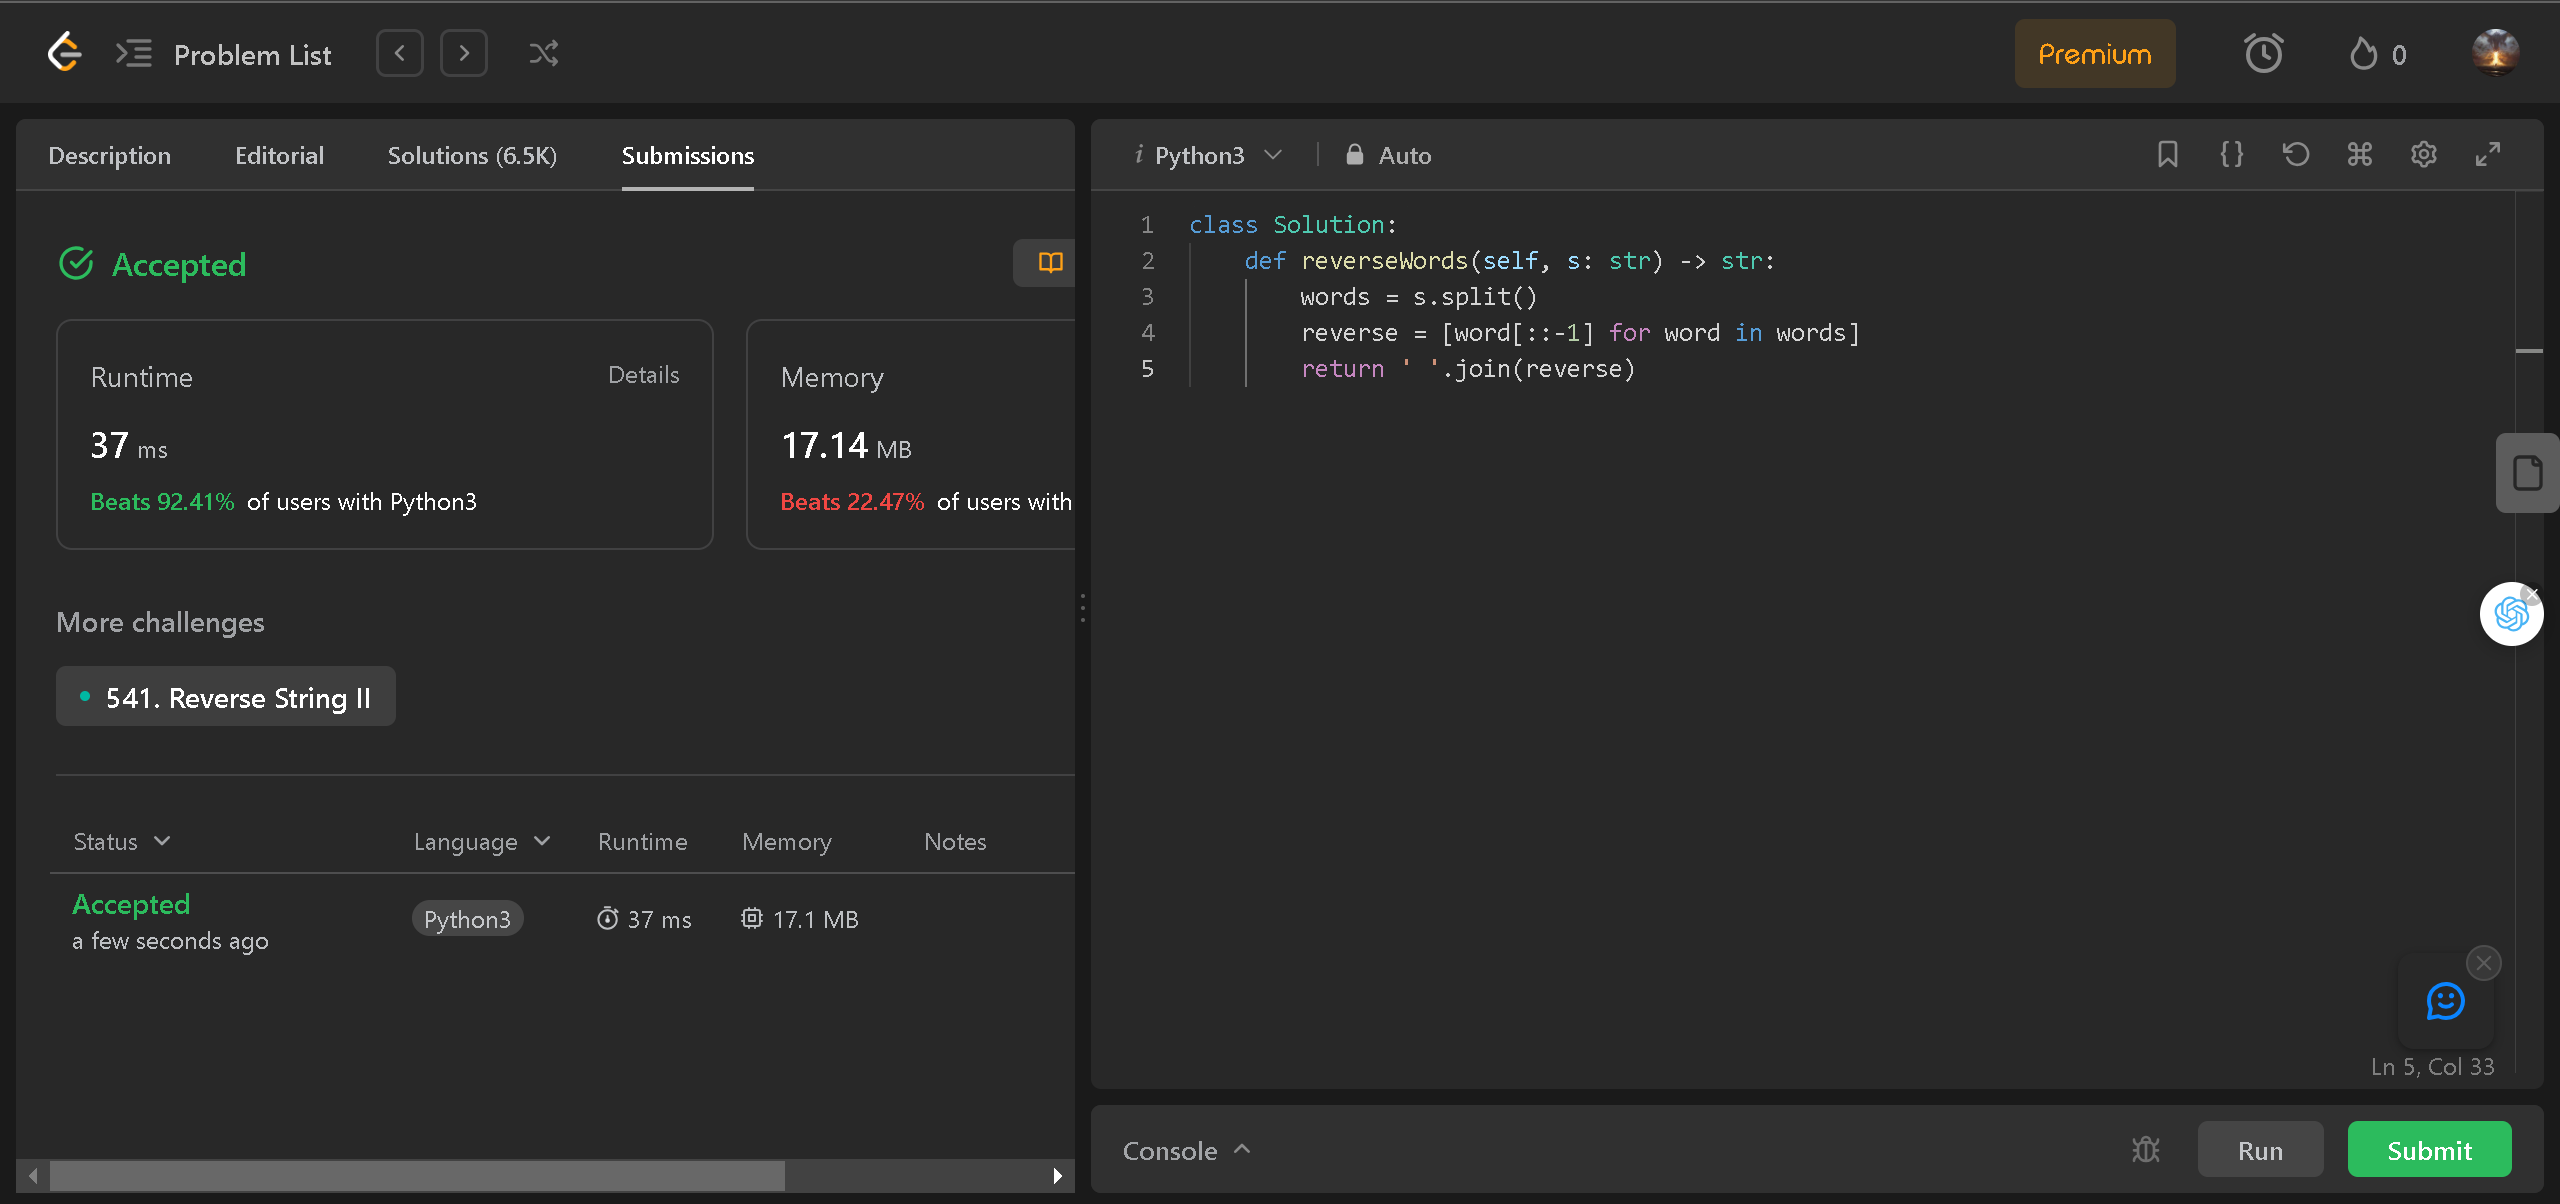 Problem List
Premium
0
Description Editorial Solutions (6.5K) Submissions
Accepted
Runtime Details
37 ms
Beats 92.41% of users with Python3
Memory
17.14 MB
Beats 22.47% of users with
More challenges
541. Reverse String II
Status Language Runtime Memory Notes
Accepted Python3 37 ms 17.1 MB
a few seconds ago
i Python3 Auto
1 class Solution:
2 def reverseWords(self, s: str) -> str:
3 words = s.split()
4 reverse = [word[::-1] for word in words]
5 return ' '.join(reverse)
Ln 5, Col 33
Console Run Submit